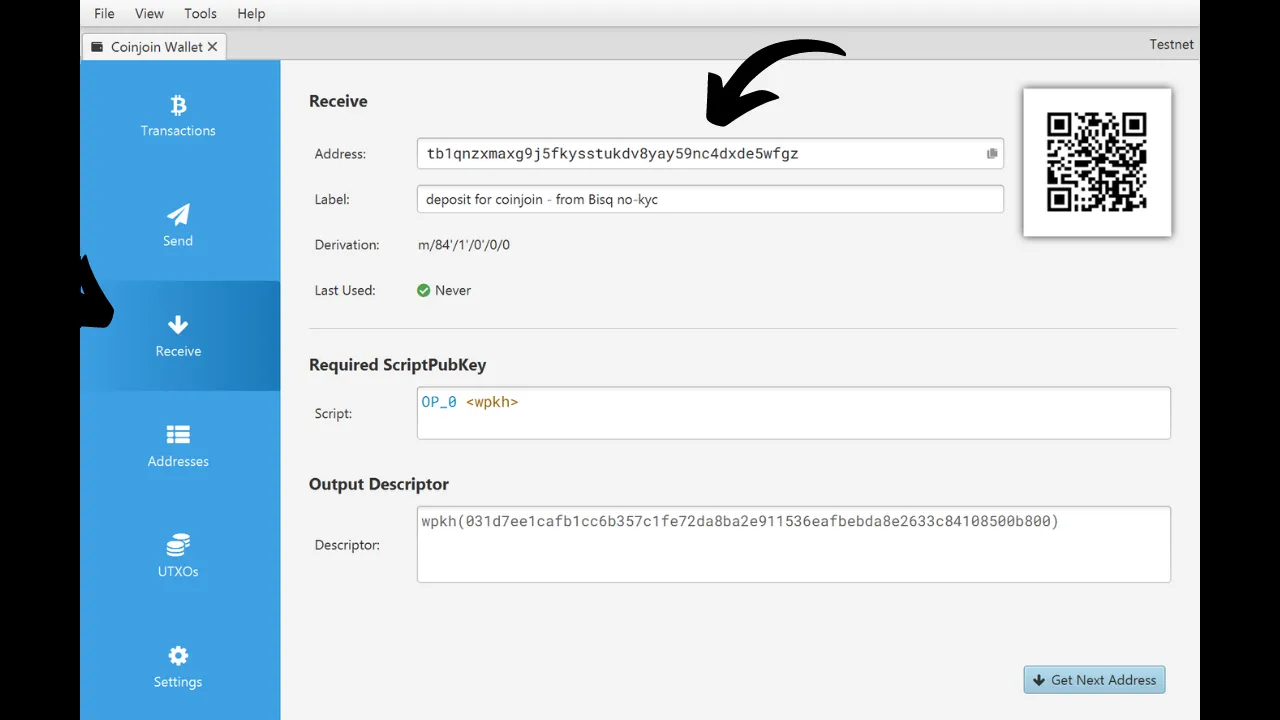 File View Tools Help
Coinjoin Wallet
Testnet
Transactions
Send
Receive
Addresses
UTXOs
Settings
Receive
Address: tb1qnzxmaxg9j5fkysstukdv8yay59nc4dxde5wfgz
Label: deposit for coinjoin - from Bisq no-kyc
Derivation: m/84'/1'/0'/0/0
Last Used: Never
Required ScriptPubKey
Script: OP_0 <wpkh>
Output Descriptor
Descriptor: wpkh(031d7ee1cafb1cc6b357c1fe72da8ba2e911536eafbebda8e2633c84108500b800)
Get Next Address